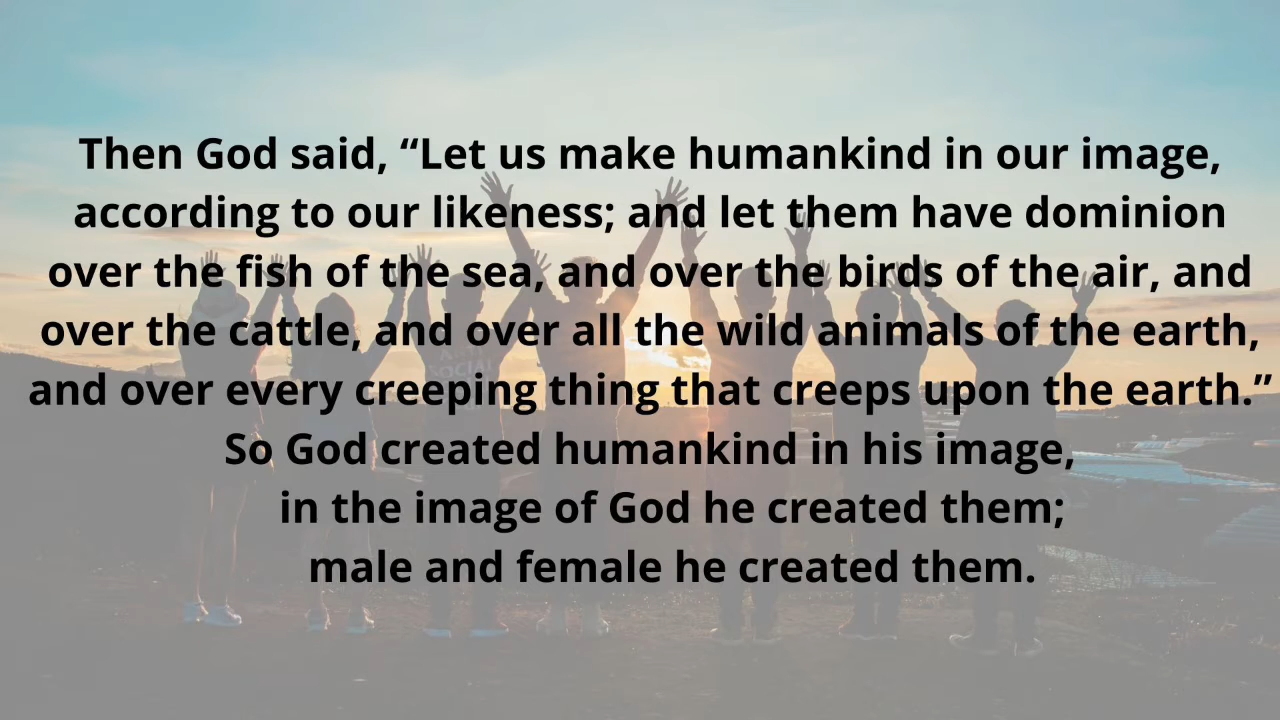 Then God said, “Let us make humankind in our image,
according to our likeness; and let them have dominion
over the fish of the sea, and over the birds of the air, and
over the cattle, and over all the wild animals of the earth,
and over every creeping thing that creeps upon the earth.”
So God created humankind in his image,
in the image of God he created them;
male and female he created them.
ANTI
SOCIAL